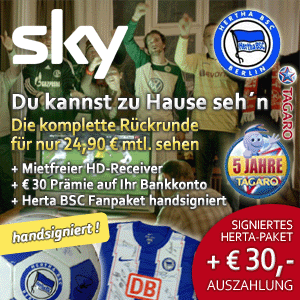 sky
HERTHA BSC
Hertha BSC
BERLIN
TAGARO
Du kannst zu Hause seh´n
Die komplette Rückrunde
für nur 24,90 € mtl. sehen
+ Mietfreier HD-Receiver
+ € 30 Prämie auf Ihr Bankkonto
+ Herta BSC Fanpaket handsigniert
5 JAHRE
TAGARO
handsigniert !
DB
SIGNIERTES
HERTA-PAKET
+ € 30,-
AUSZAHLUNG